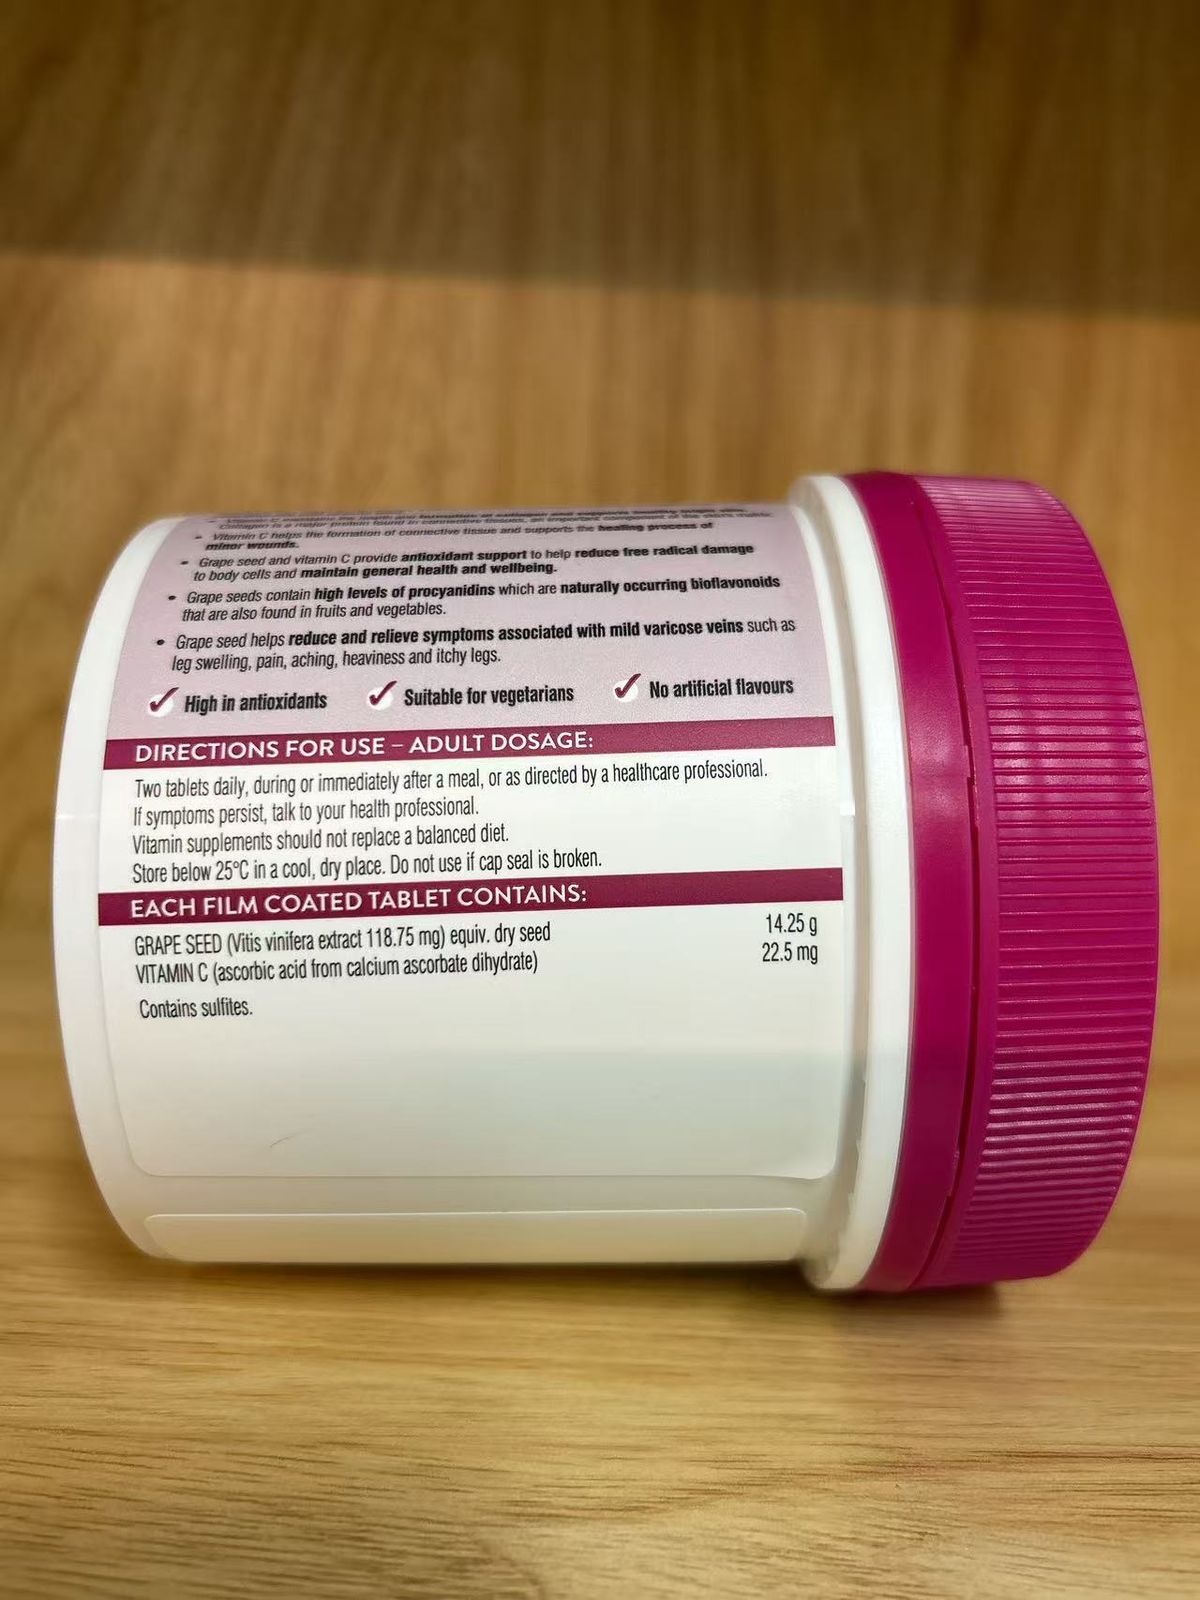 Vitamin C helps the formation of connective tissue and supports the healing process of
minor wounds.
• Grape seed and vitamin C provide antioxidant support to help reduce free radical damage
to body cells and maintain general health and wellbeing.
• Grape seeds contain high levels of procyanidins which are naturally occurring bioflavonoids
that are also found in fruits and vegetables.
• Grape seed helps reduce and relieve symptoms associated with mild varicose veins such as
leg swelling, pain, aching, heaviness and itchy legs.
✓ High in antioxidants ✓ Suitable for vegetarians ✓ No artificial flavours
DIRECTIONS FOR USE – ADULT DOSAGE:
Two tablets daily, during or immediately after a meal, or as directed by a healthcare professional.
If symptoms persist, talk to your health professional.
Vitamin supplements should not replace a balanced diet.
Store below 25°C in a cool, dry place. Do not use if cap seal is broken.
EACH FILM COATED TABLET CONTAINS:
GRAPE SEED (Vitis vinifera extract 118.75 mg) equiv. dry seed 14.25 g
VITAMIN C (ascorbic acid from calcium ascorbate dihydrate) 22.5 mg
Contains sulfites.